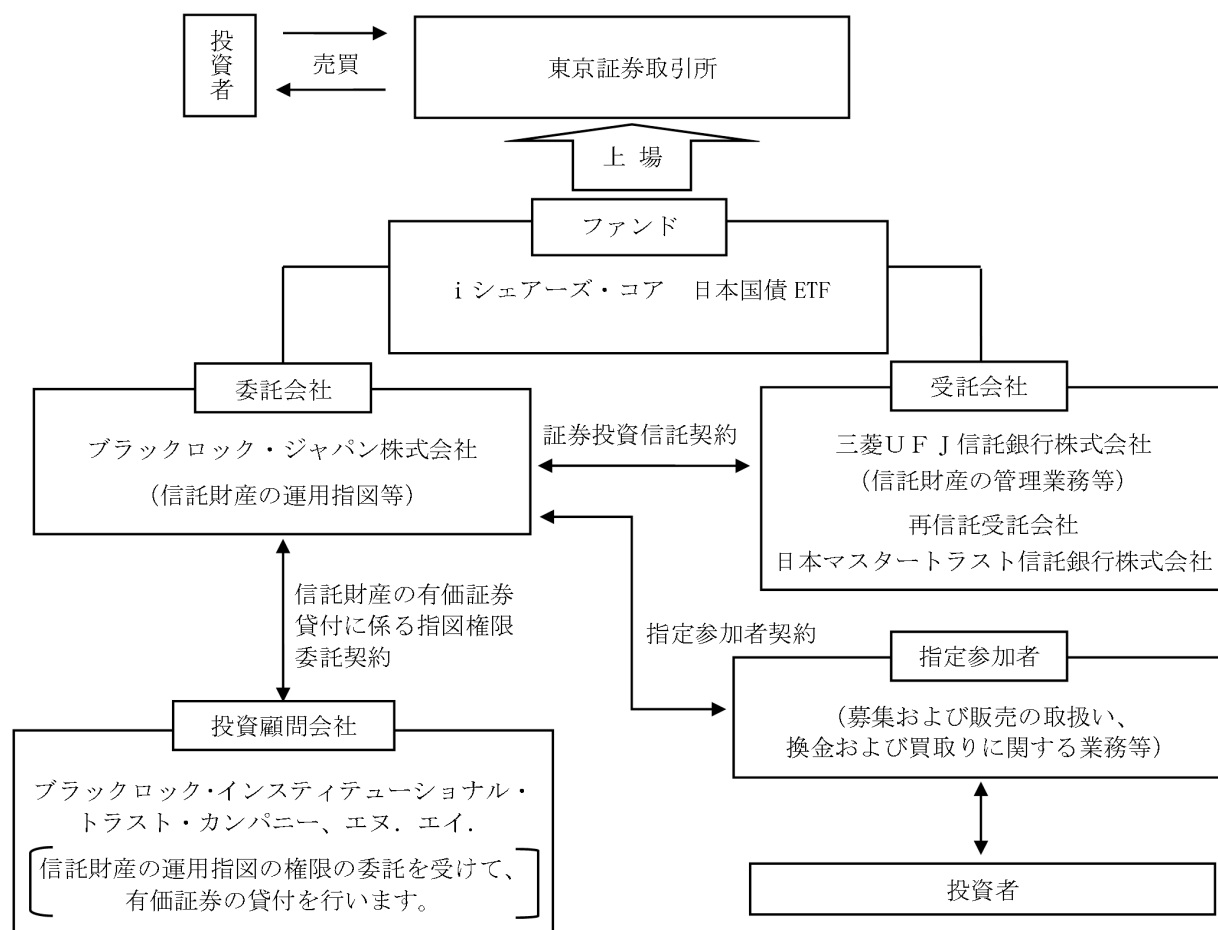 投資者
売買
東京証券取引所
上 場
ファンド
i シェアーズ・コア　日本国債 ETF
委託会社
ブラックロック・ジャパン株式会社
（信託財産の運用指図等）
証券投資信託契約
受託会社
三菱ＵＦＪ信託銀行株式会社
（信託財産の管理業務等）
再信託受託会社
日本マスタートラスト信託銀行株式会社
信託財産の有価証券
貸付に係る指図権限
委託契約
指定参加者契約
指定参加者
（募集および販売の取扱い、
換金および買取りに関する業務等）
投資顧問会社
ブラックロック・インスティテューショナル・
トラスト・カンパニー、エヌ．エイ．
信託財産の運用指図の権限の委託を受けて、
有価証券の貸付を行います。
投資者